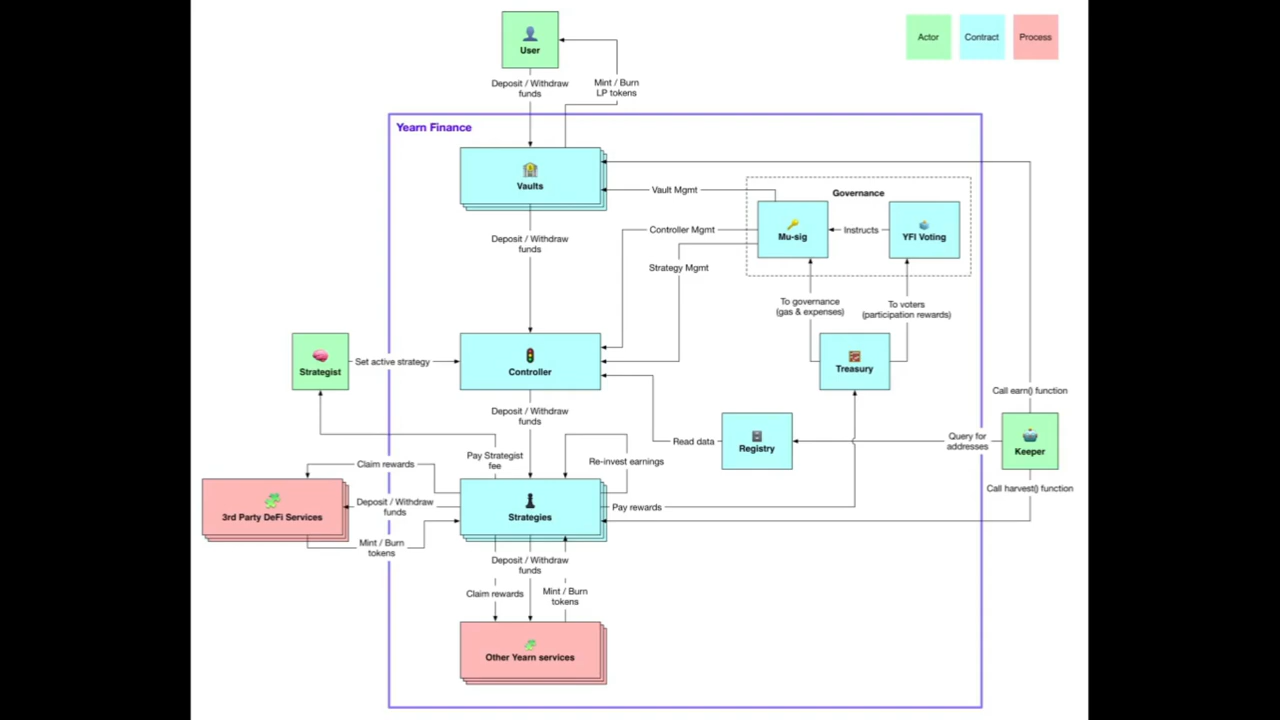 User
Actor
Contract
Process
Deposit / Withdraw
funds
Mint / Burn
LP tokens
Yearn Finance
Vaults
Vault Mgmt
Governance
Controller Mgmt
Mu-sig
Instructs
YFI Voting
Deposit / Withdraw
funds
Strategy Mgmt
To governance
(gas & expenses)
To voters
(participation rewards)
Strategist
Set active strategy
Controller
Treasury
Call earn() function
Deposit / Withdraw
funds
Read data
Registry
Query for
addresses
Keeper
Pay Strategist
fee
Re-invest earnings
Claim rewards
Call harvest() function
3rd Party DeFi Services
Deposit / Withdraw
funds
Strategies
Pay rewards
Mint / Burn
tokens
Deposit / Withdraw
funds
Claim rewards
Mint / Burn
tokens
Other Yearn services